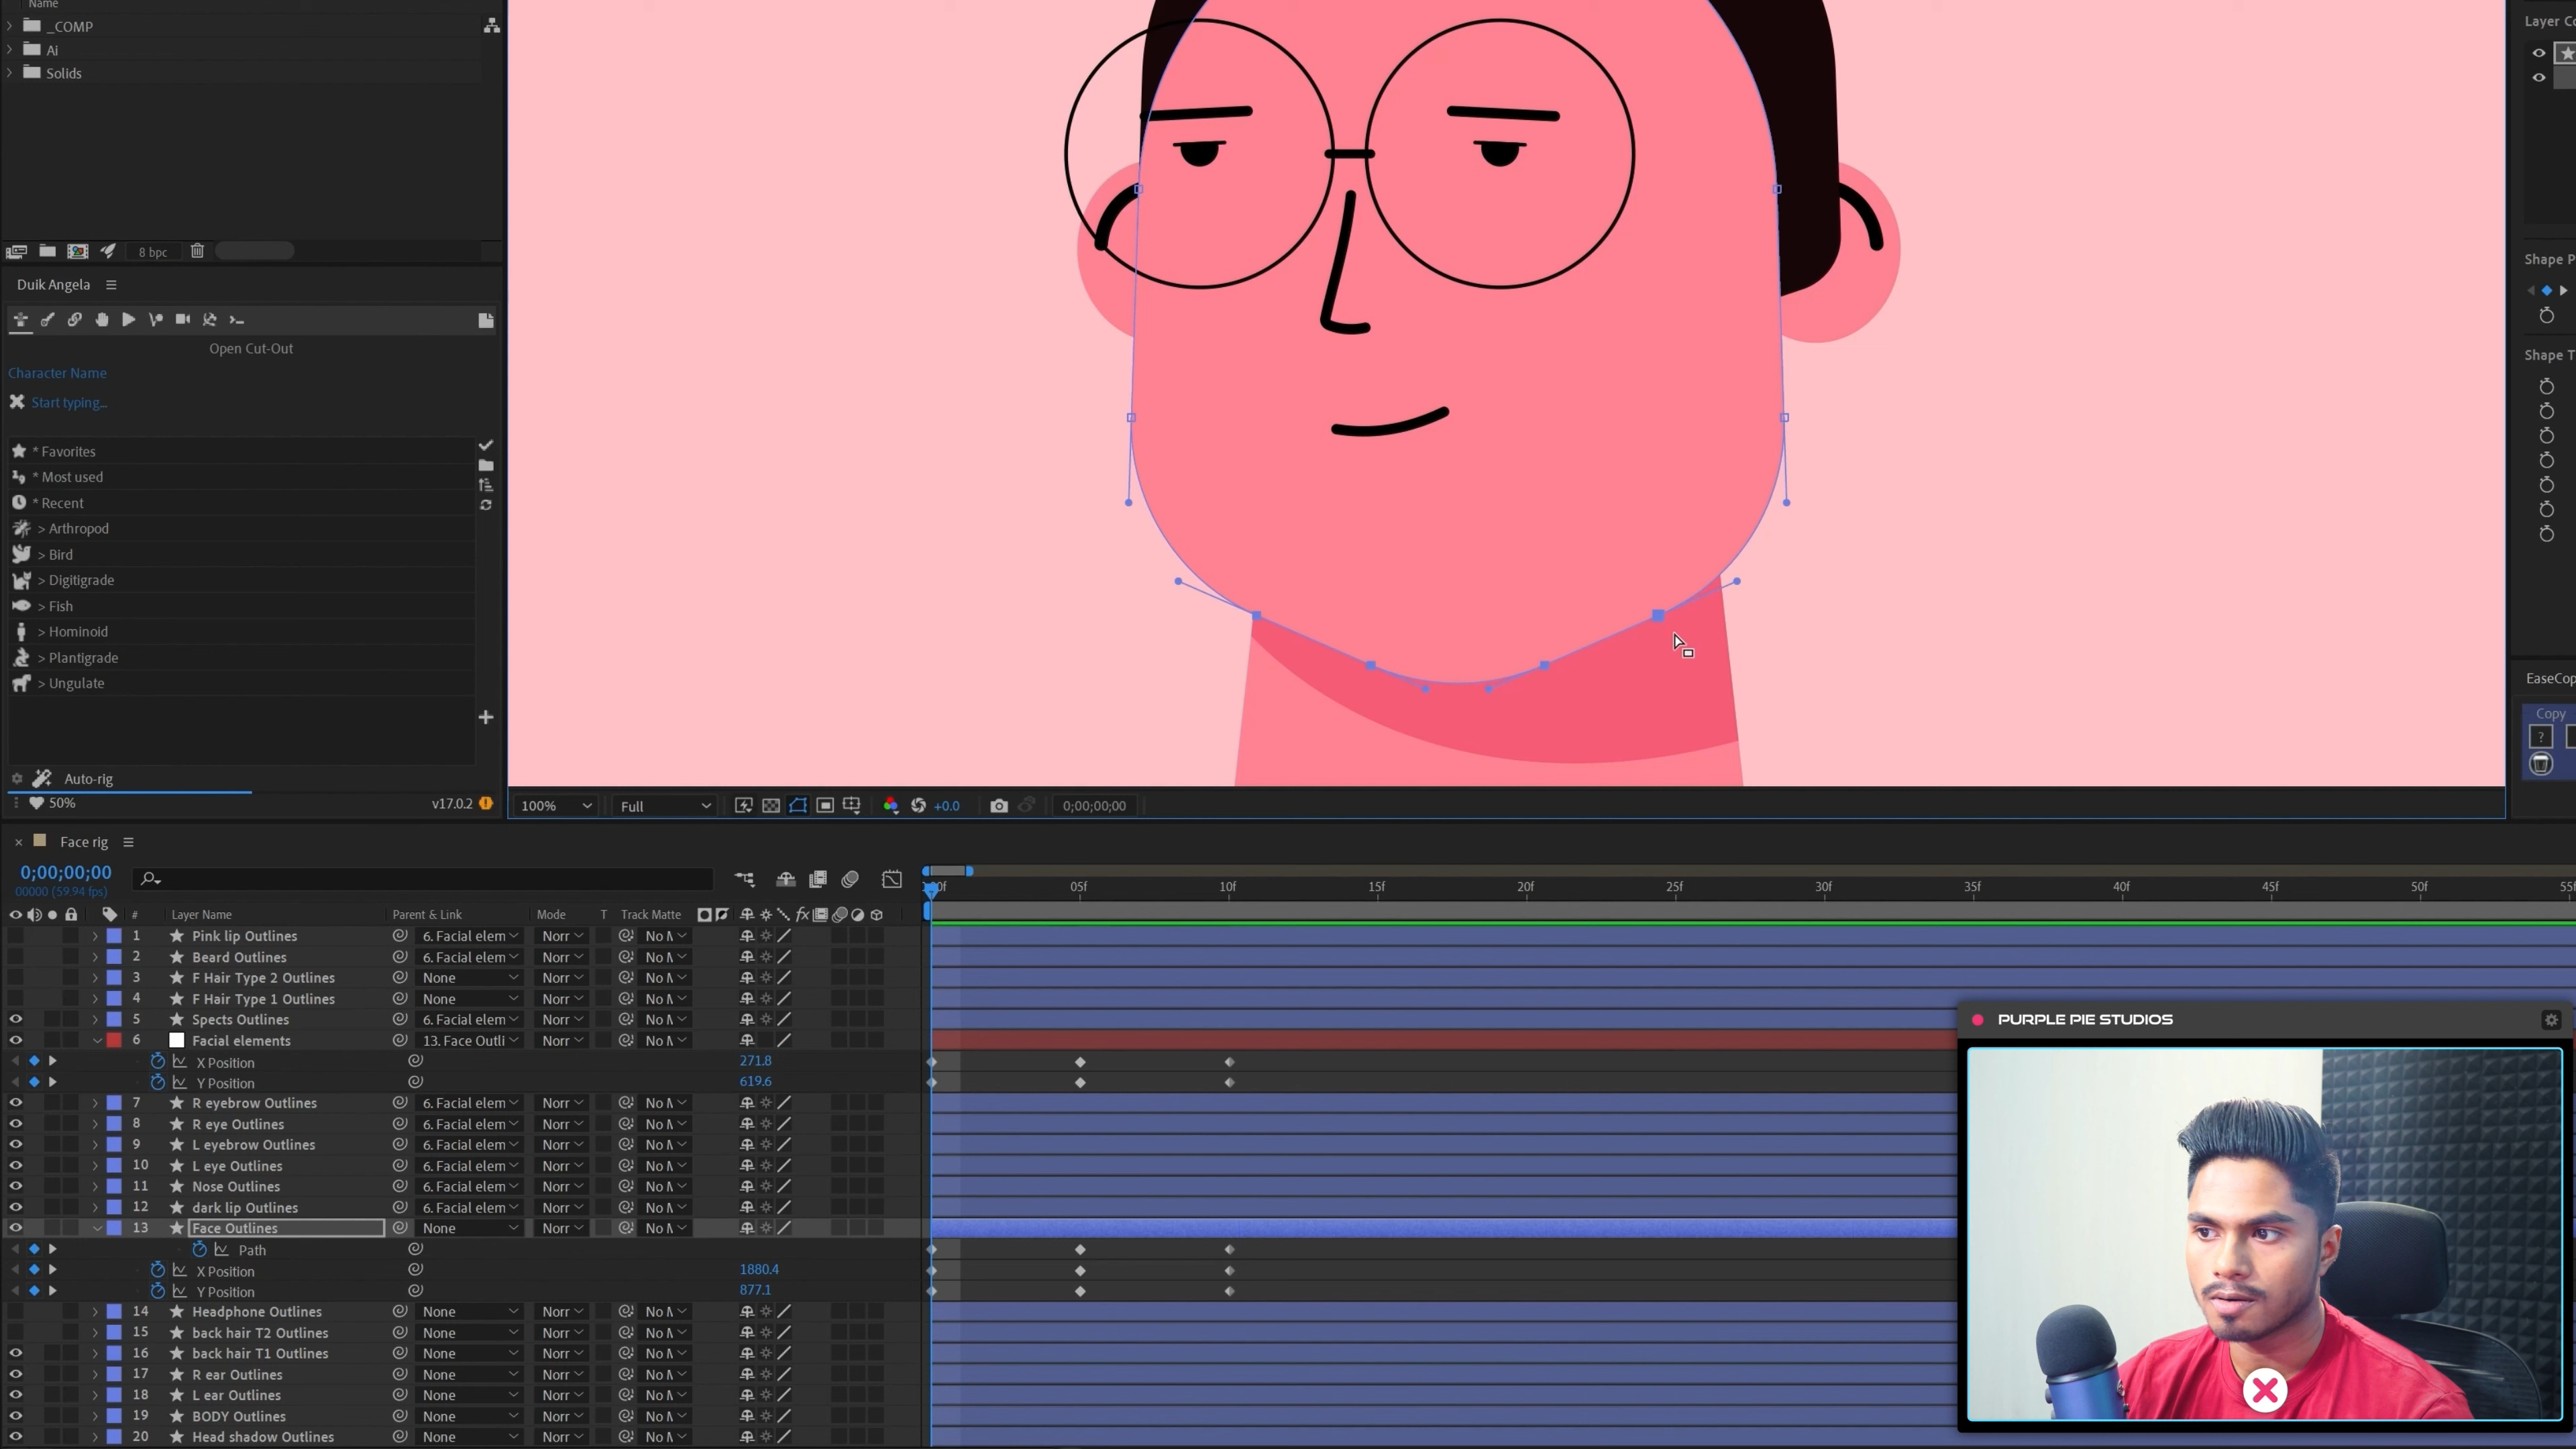 Name
_COMP
Ai
Solids
8 bpc
Duik Angela
Open Cut-Out
Character Name
Start typing...
* Favorites
* Most used
* Recent
> Arthropod
> Bird
> Digitigrade
> Fish
> Hominoid
> Plantigrade
> Ungulate
Auto-rig
50%
v17.0.2
100%
Full
+0.0
0;00;00;00
Layer Co
Shape P
Shape T
EaseCop
Copy
?
Face rig
0;00;00;00
00000 (59.94 fps)
05f 10f 15f 20f 25f 30f 35f 40f 45f 50f 55f
# Layer Name Parent & Link Mode T Track Matte
1 Pink lip Outlines 6. Facial elem Norr No
2 Beard Outlines 6. Facial elem Norr No
3 F Hair Type 2 Outlines None Norr No
4 F Hair Type 1 Outlines None Norr No
5 Spects Outlines 6. Facial elem Norr No
6 Facial elements 13. Face Outli Norr No
X Position 271.8
Y Position 619.6
7 R eyebrow Outlines 6. Facial elem Norr No
8 R eye Outlines 6. Facial elem Norr No
9 L eyebrow Outlines 6. Facial elem Norr No
10 L eye Outlines 6. Facial elem Norr No
11 Nose Outlines 6. Facial elem Norr No
12 dark lip Outlines 6. Facial elem Norr No
13 Face Outlines None Norr No
Path
X Position 1880.4
Y Position 877.1
14 Headphone Outlines None Norr No
15 back hair T2 Outlines None Norr No
16 back hair T1 Outlines None Norr No
17 R ear Outlines None Norr No
18 L ear Outlines None Norr No
19 BODY Outlines None Norr No
20 Head shadow Outlines None Norr No
PURPLE PIE STUDIOS